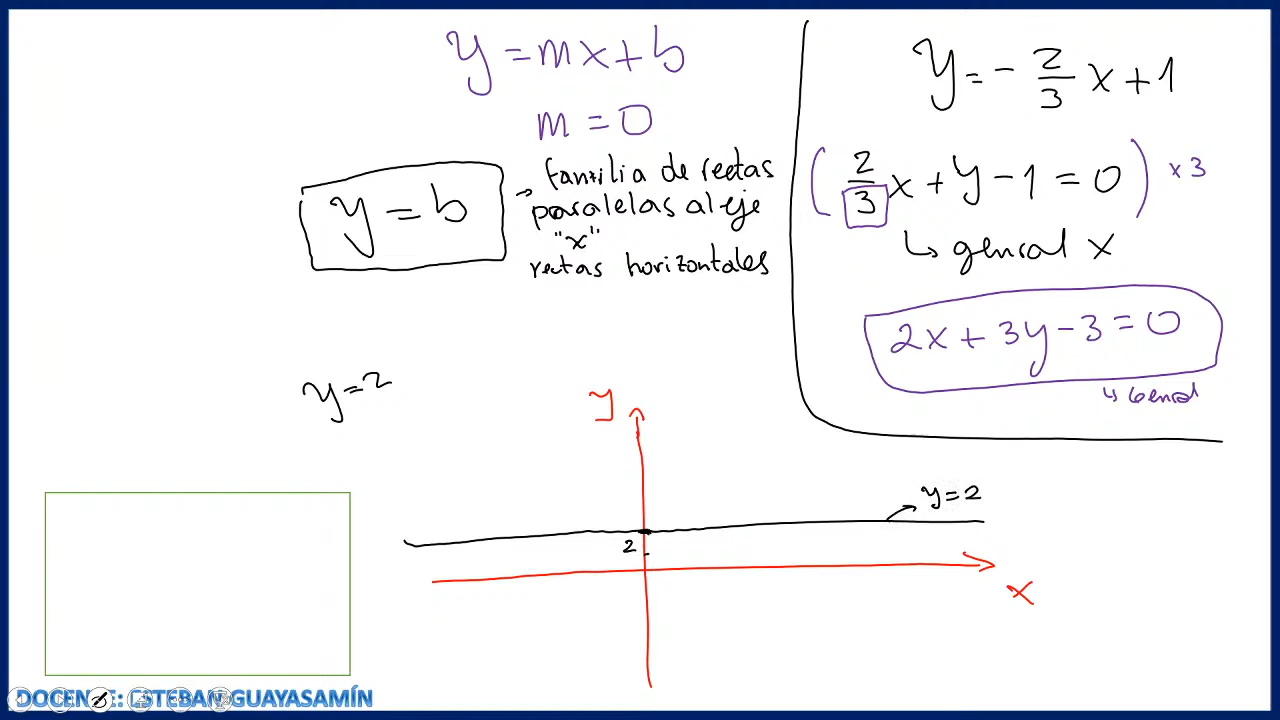 y = mx + b
m = 0
y = b
→ familia de rectas
paralelas al eje
"x"
rectas horizontales
y = - 2/3 x + 1
( 2/3 x + y - 1 = 0 ) x 3
↳ general x
2x + 3y - 3 = 0
↳ General
y = 2
y
y = 2
2
x
DOCENTE: ESTEBAN GUAYASAMÍN